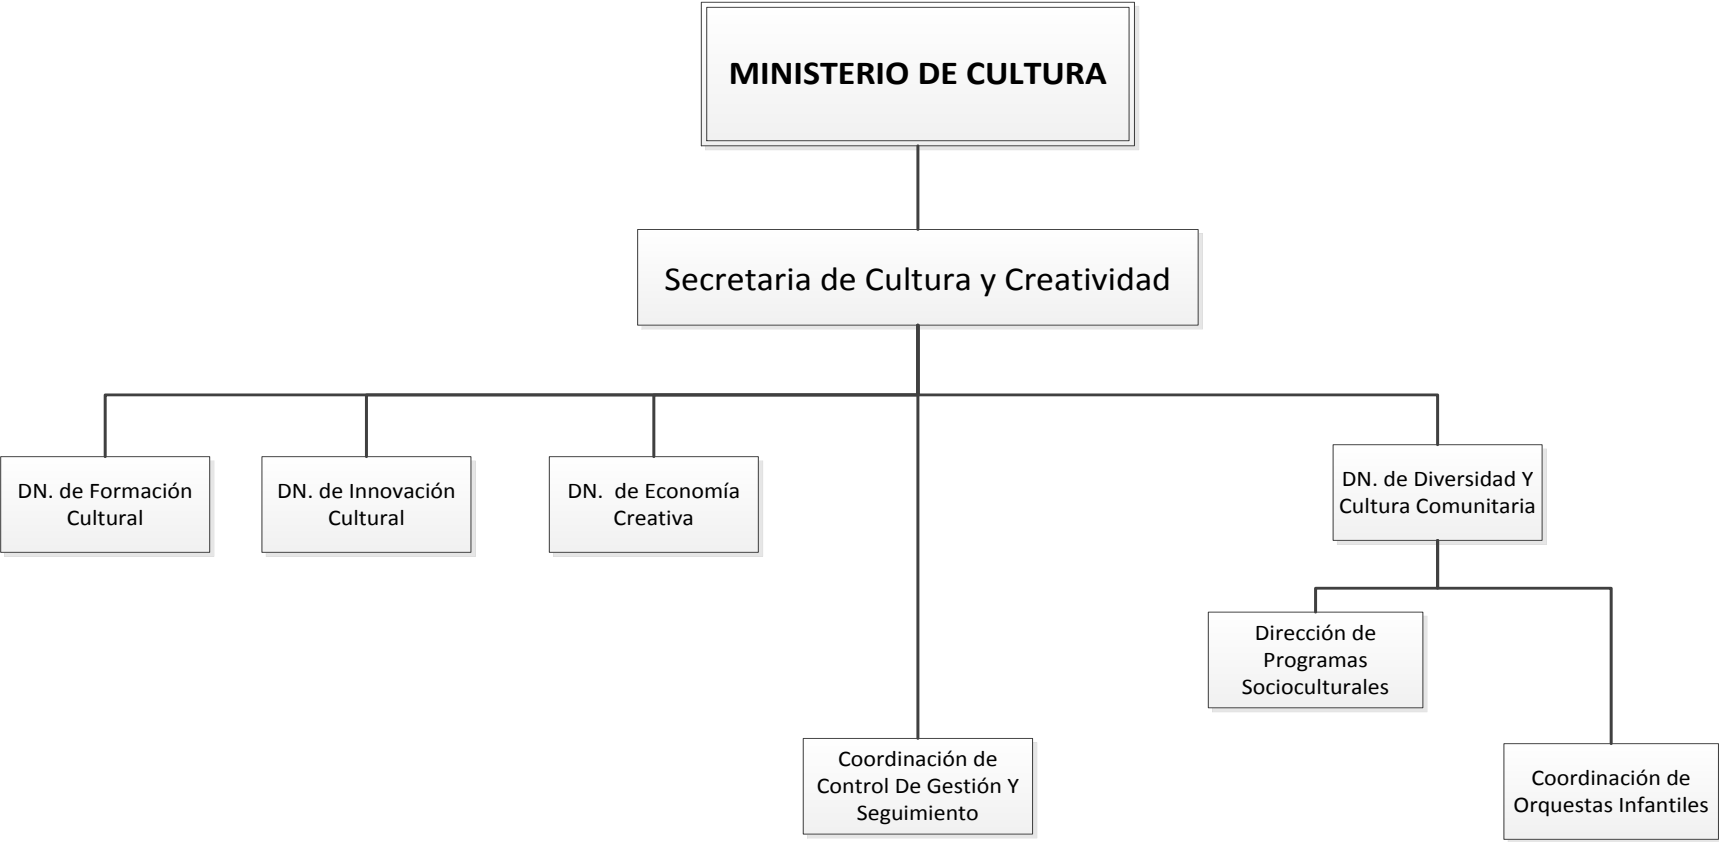 MINISTERIO DE CULTURA
Secretaria de Cultura y Creatividad
DN. de Formación
Cultural
DN. de Innovación
Cultural
DN.  de Economía
Creativa
DN. de Diversidad Y
Cultura Comunitaria
Dirección de
Programas
Socioculturales
Coordinación de
Control De Gestión Y
Seguimiento
Coordinación de
Orquestas Infantiles